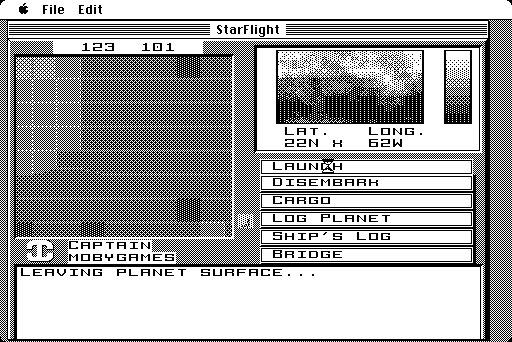 File Edit
StarFlight
123 101
LAT. LONG.
22N X 62W
LAUNCH
DISEMBARK
CARGO
LOG PLANET
SHIP'S LOG
BRIDGE
CAPTAIN
MOBYGAMES
LEAVING PLANET SURFACE...